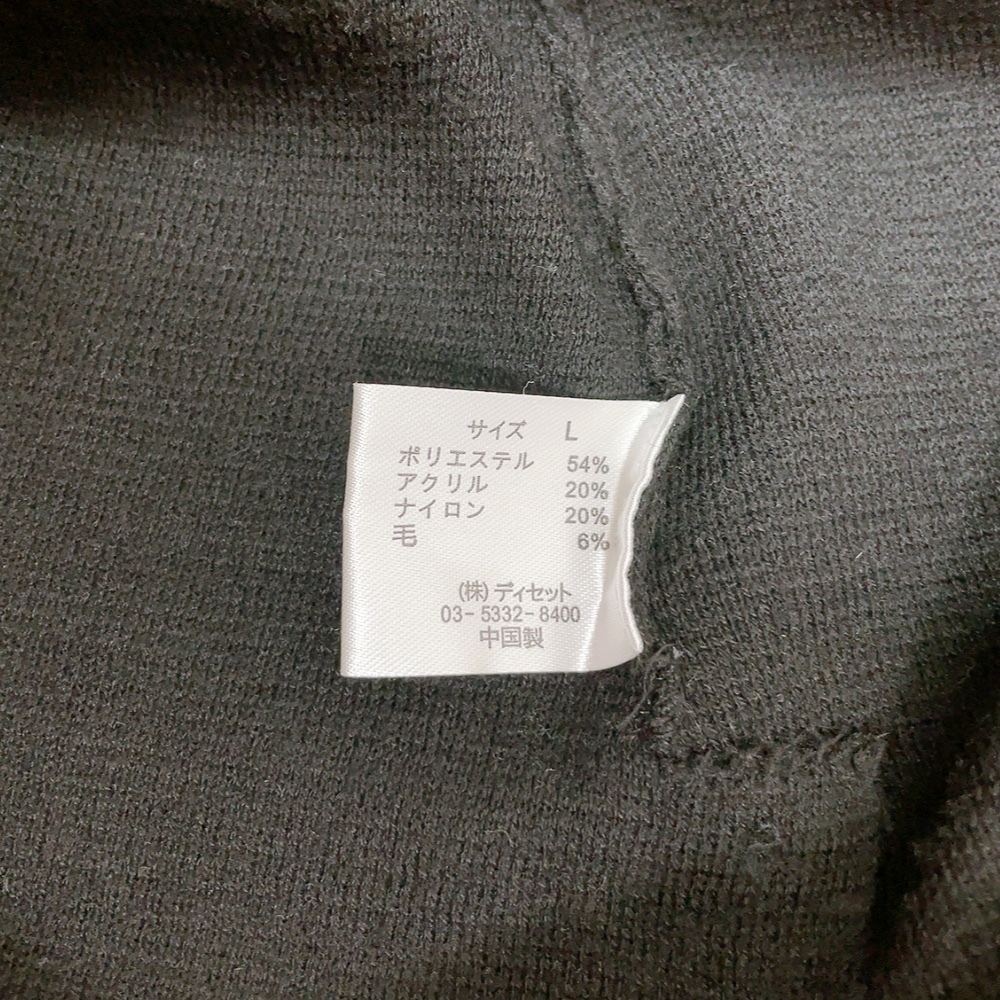 サイズ L
ポリエステル 54%
アクリル 20%
ナイロン 20%
毛 6%
(株)ディセット
03-5332-8400
中国製